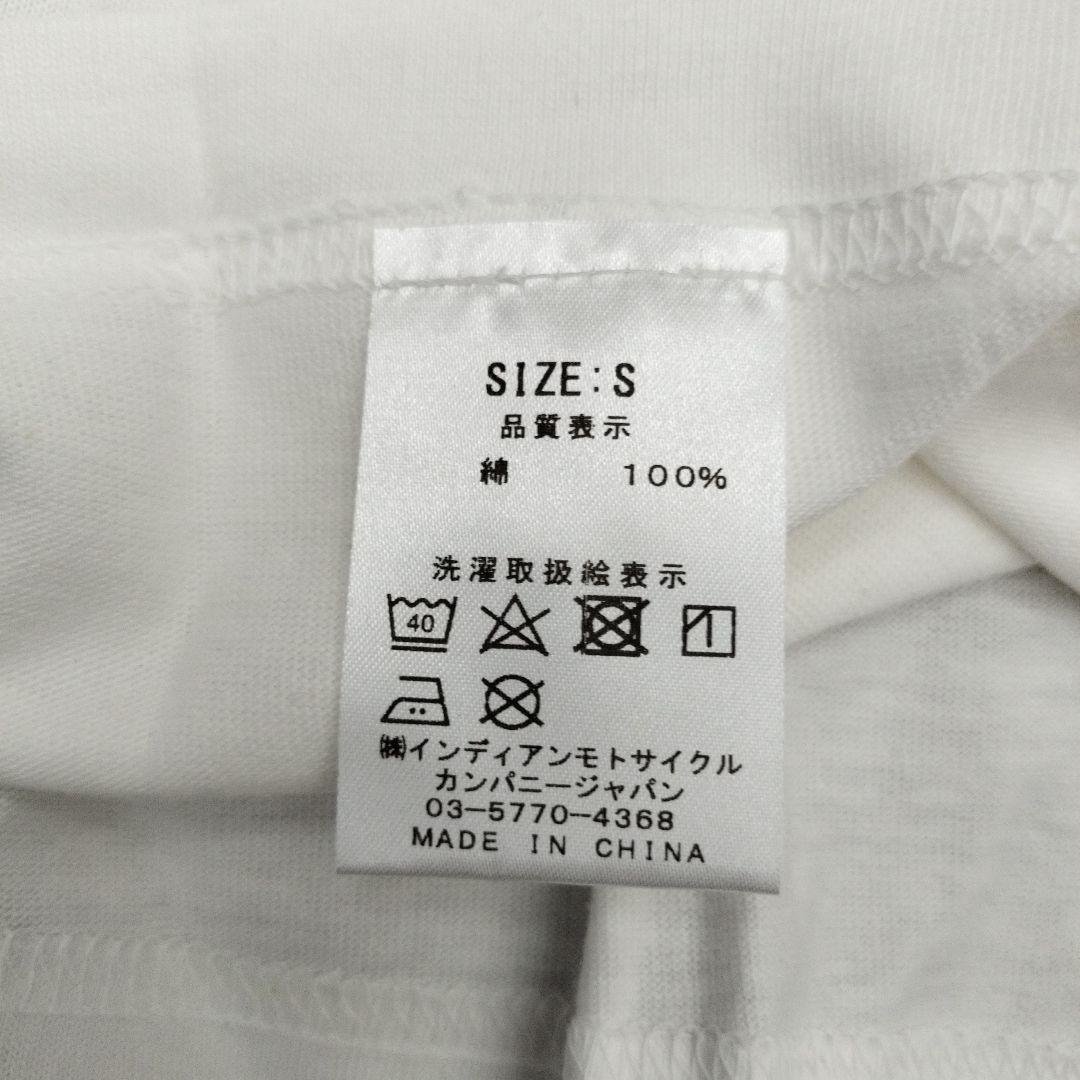 SIZE:S
品質表示
綿 100%
洗濯取扱絵表示
40
㈱インディアンモトサイクル
カンパニージャパン
03-5770-4368
MADE IN CHINA